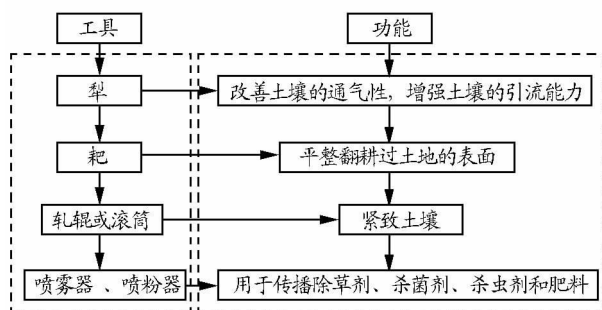 工具
功能
犁
改善土壤的通气性，增强土壤的引流能力
耙
平整翻耕过土地的表面
轧辊或滚筒
紧致土壤
喷雾器、喷粉器
用于传播除草剂、杀菌剂、杀虫剂和肥料